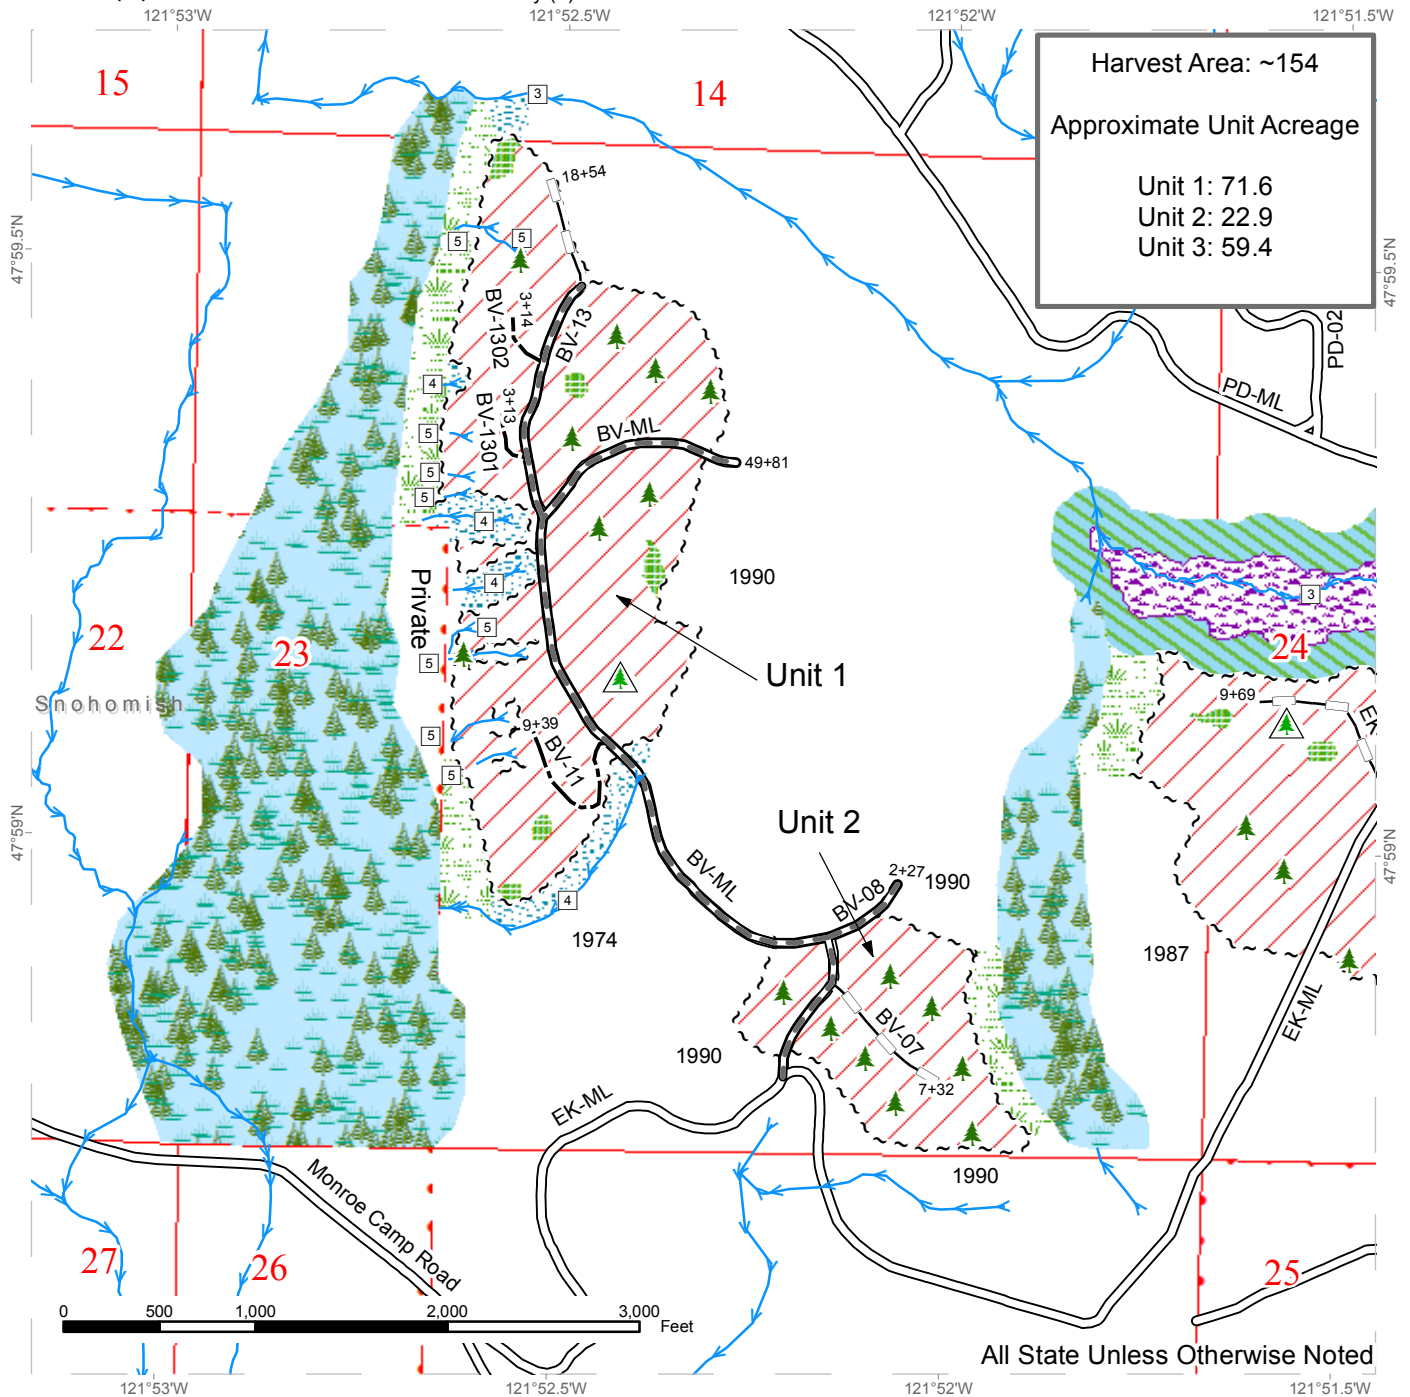 121°53'W
121°52.5'W
121°52'W
121°51.5'W
15
14
3
Harvest Area: ~154
Approximate Unit Acreage
Unit 1: 71.6
Unit 2: 22.9
Unit 3: 59.4
18+54
47°59.5'N
47°59.5'N
5
5
3+14
BV-1302
BV-13
PD-02
4
3+13
BV-1301
PD-ML
5
BV-ML
49+81
5
5
4
Private
4
1990
3
5
22
23
24
5
Unit 1
Snohomish
9+69
EK
5
9+39
BV-11
5
Unit 2
47°59'N
47°59'N
BV-ML
2+27
1990
BV-08
4
1974
1987
BV-07
1990
7+32
EK-ML
EK-ML
1990
Monroe Camp Road
27
26
25
0
500
1,000
2,000
3,000
Feet
All State Unless Otherwise Noted
121°53'W
121°52.5'W
121°52'W
121°51.5'W